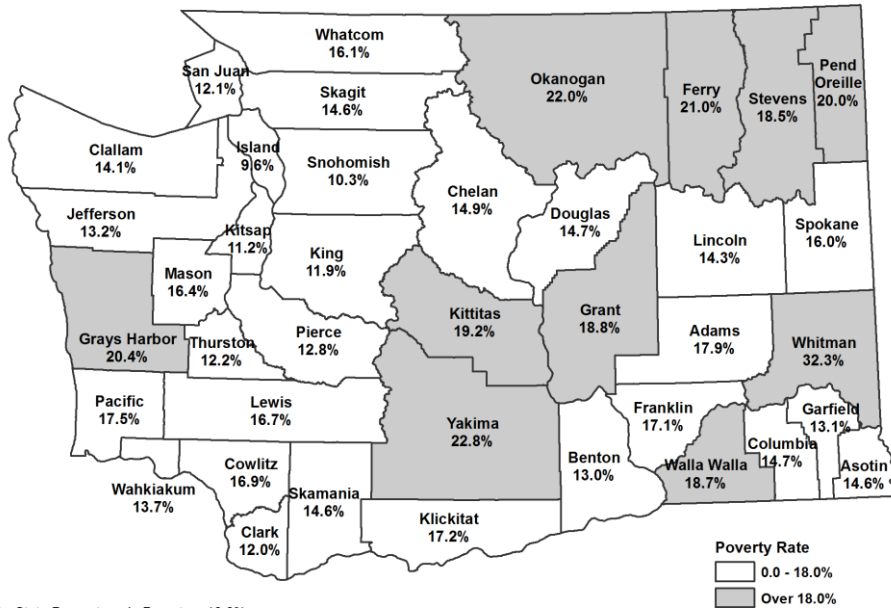 Whatcom
16.1%
San Juan
12.1%
Skagit
14.6%
Okanogan
22.0%
Ferry
21.0%
Stevens
18.5%
Pend
Oreille
20.0%
Clallam
14.1%
Island
9.6%
Snohomish
10.3%
Chelan
14.9%
Douglas
14.7%
Jefferson
13.2%
Kitsap
11.2%
King
11.9%
Lincoln
14.3%
Spokane
16.0%
Mason
16.4%
Kittitas
19.2%
Grant
18.8%
Grays Harbor
20.4%
Thurston
12.2%
Pierce
12.8%
Adams
17.9%
Whitman
32.3%
Pacific
17.5%
Lewis
16.7%
Yakima
22.8%
Franklin
17.1%
Garfield
13.1%
Benton
13.0%
Walla Walla
18.7%
Columbia
14.7%
Asotin
14.6%
Wahkiakum
13.7%
Cowlitz
16.9%
Skamania
14.6%
Clark
12.0%
Klickitat
17.2%
Poverty Rate
0.0 - 18.0%
Over 18.0%